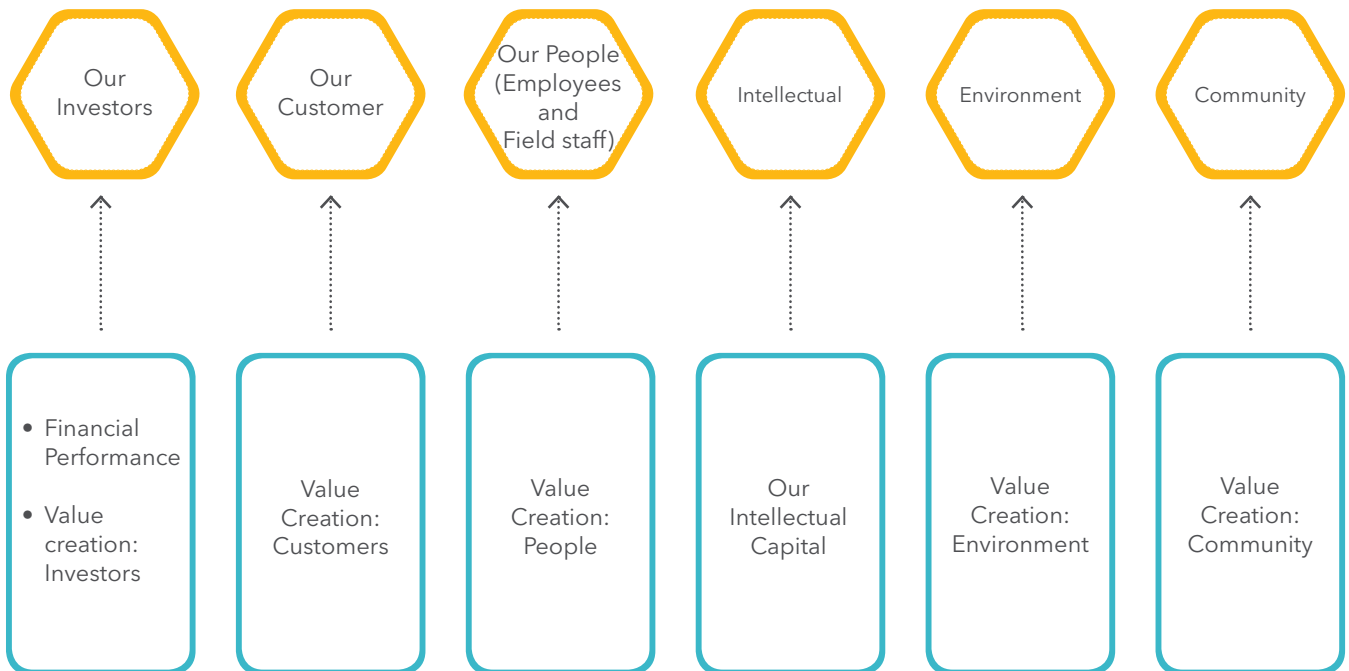 Our
Investors
Our
Customer
Our People
(Employees
and
Field staff)
Intellectual
Environment
Community
• Financial
Performance
• Value
creation:
Investors
Value
Creation:
Customers
Value
Creation:
People
Our
Intellectual
Capital
Value
Creation:
Environment
Value
Creation:
Community